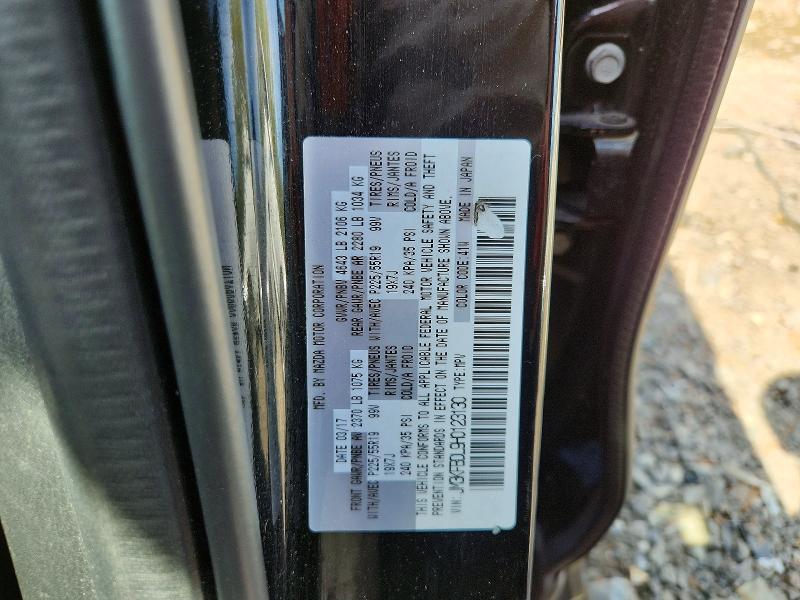 MFD. BY MAZDA MOTOR CORPORATION
DATE 03/17 GVWR/PNBV 4643 LB 2106 KG
FRONT GAWR/PNBE AV 2370 LB 1075 KG REAR GAWR/PNBE AR 2280 LB 1034 KG
WITH/AVEC P225/55R19 99V TIRES/PNEUS WITH/AVEC P225/55R19 99V TIRES/PNEUS
19X7J RIMS/JANTES 19X7J RIMS/JANTES
240 KPA/35 PSI COLD/A FROID 240 KPA/35 PSI COLD/A FROID
THIS VEHICLE CONFORMS TO ALL APPLICABLE FEDERAL MOTOR VEHICLE SAFETY AND THEFT
PREVENTION STANDARDS IN EFFECT ON THE DATE OF MANUFACTURE SHOWN ABOVE.
VIN: JM3KFBDL9H0123130 TYPE:MPV COLOR CODE 41W MADE IN JAPAN